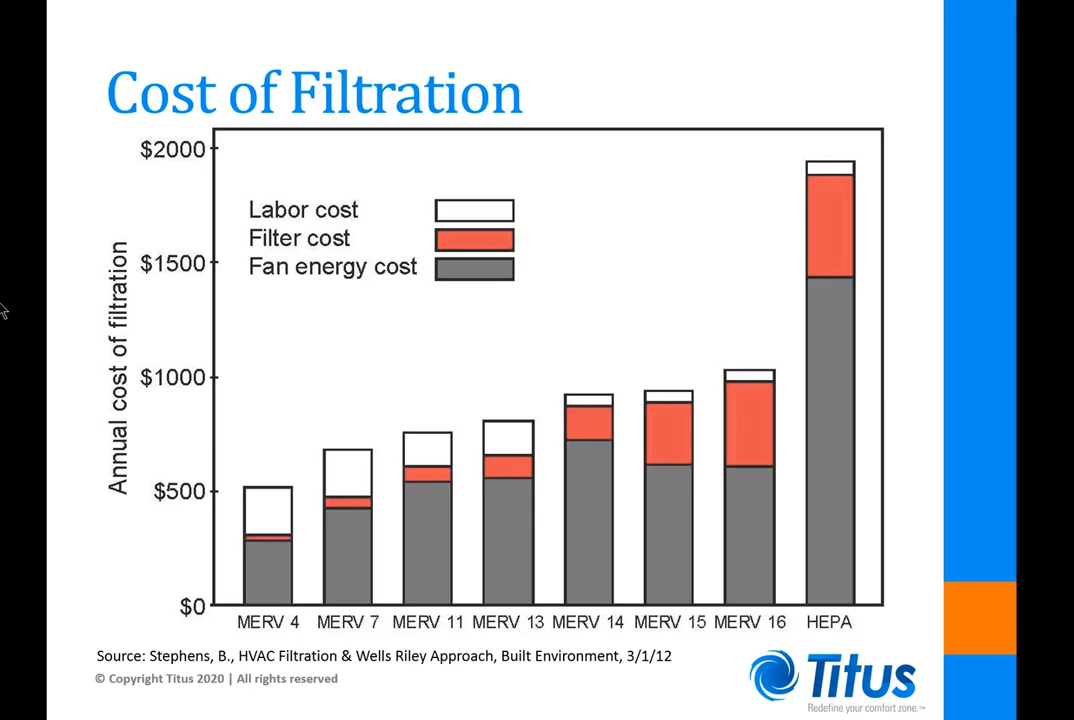 Cost of Filtration
$2000
$1500
$1000
$500
$0
Annual cost of filtration
Labor cost
Filter cost
Fan energy cost
MERV 4 MERV 7 MERV 11 MERV 13 MERV 14 MERV 15 MERV 16 HEPA
Source: Stephens, B., HVAC Filtration & Wells Riley Approach, Built Environment, 3/1/12
© Copyright Titus 2020 | All rights reserved
Titus
Redefine your comfort zone.™